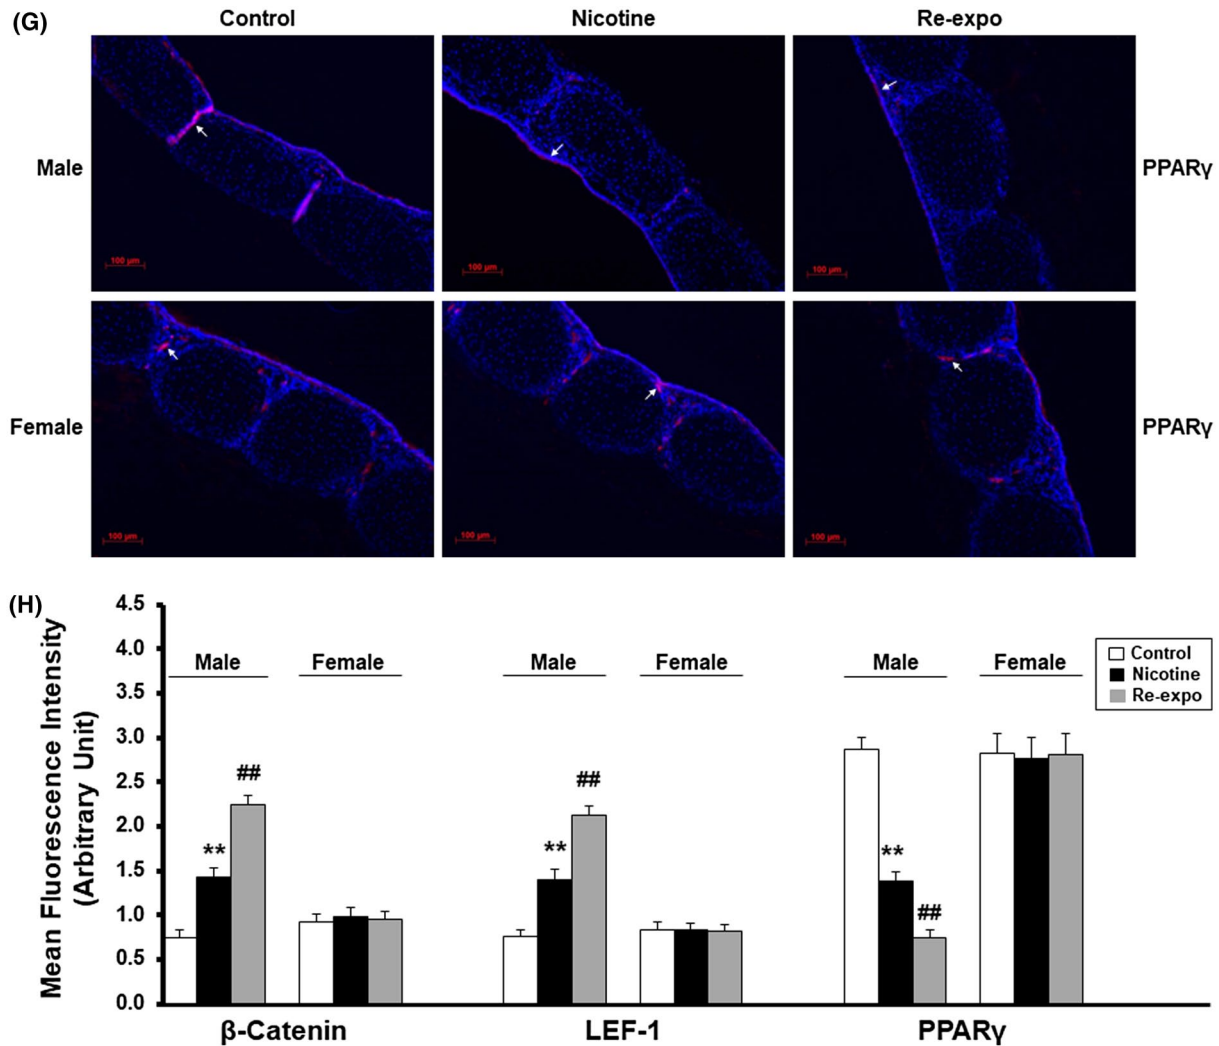 (G)
Control Nicotine Re-expo
Male
PPARγ
100 µm
100 µm
100 µm
Female
PPARγ
100 µm
100 µm
100 µm
(H)
Mean Fluorescence Intensity
(Arbitrary Unit)
4.5
4.0
3.5
3.0
2.5
2.0
1.5
1.0
0.5
0.0
Male Female Male Female Male Female
Control
Nicotine
Re-expo
** ## ** ## ** ##
β-Catenin LEF-1 PPARγ